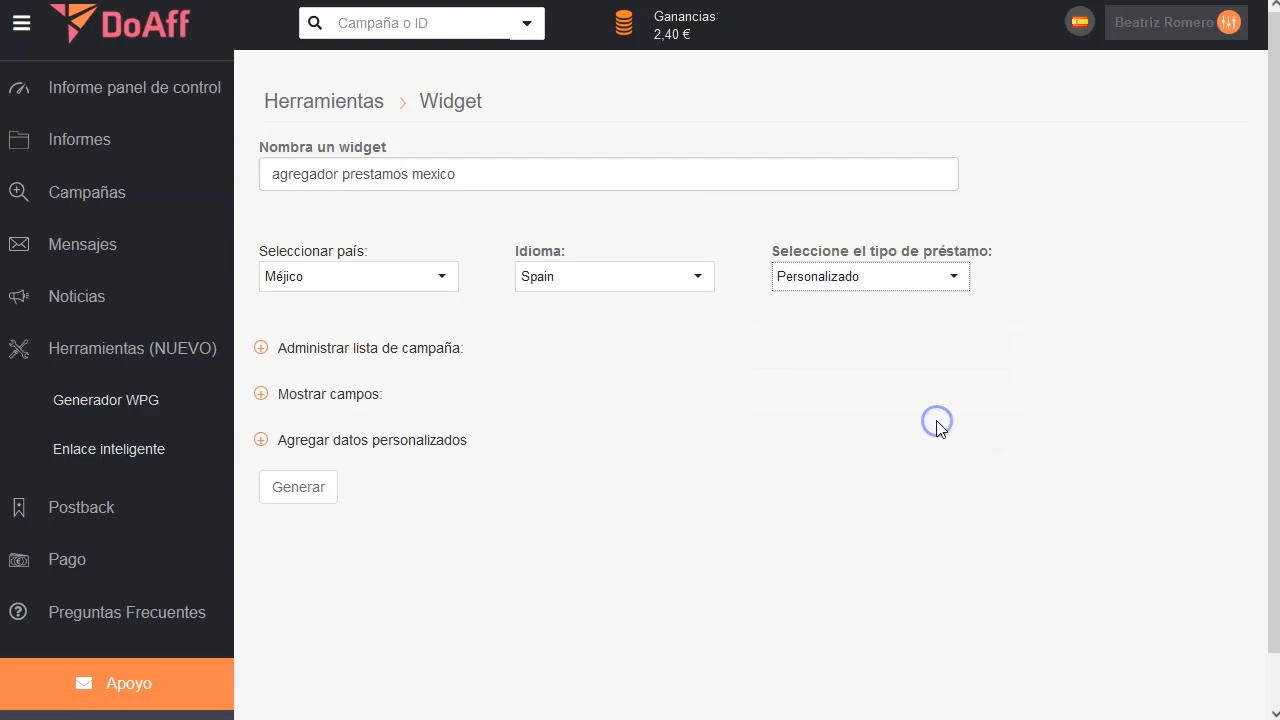 DoAff
Campaña o ID
Ganancias:
2,40 €
Beatriz Romero
Informe panel de control
Informes
Campañas
Mensajes
Noticias
Herramientas (NUEVO)
Generador WPG
Enlace inteligente
Postback
Pago
Preguntas Frecuentes
Apoyo
Herramientas > Widget
Nombra un widget
agregador prestamos mexico
Seleccionar país:
Méjico
Idioma:
Spain
Seleccione el tipo de préstamo:
Personalizado
Administrar lista de campaña:
Mostrar campos:
Agregar datos personalizados
Generar